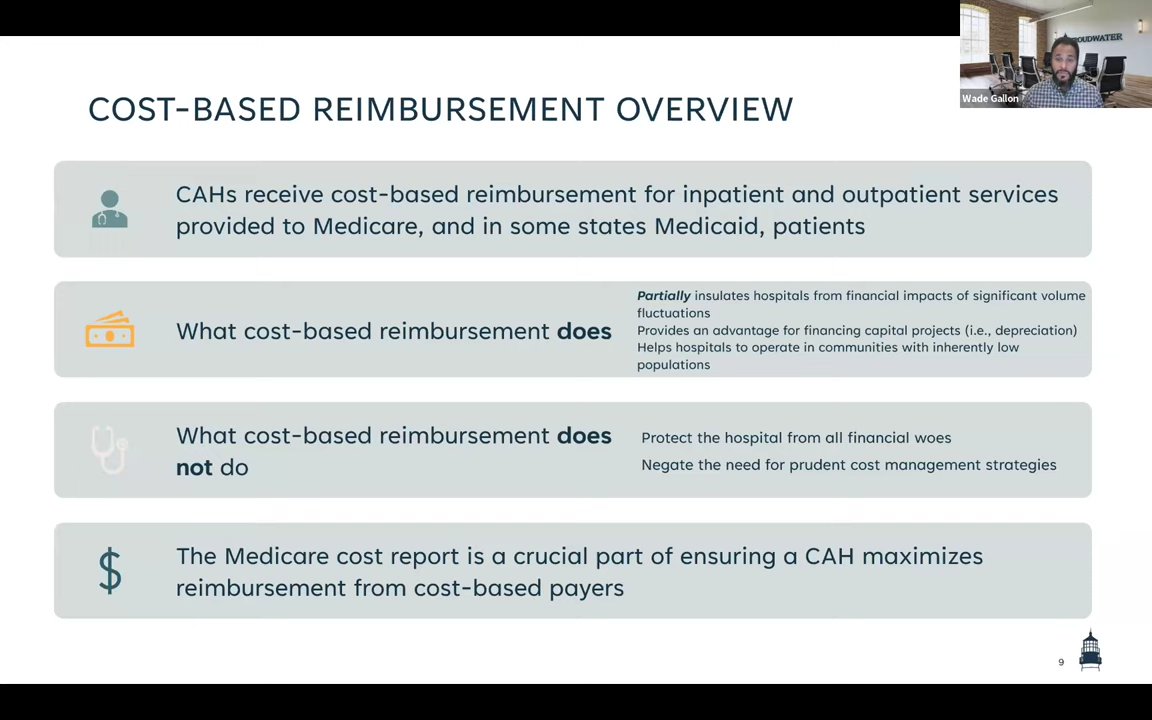 OUDWATER
Wade Gallon
COST-BASED REIMBURSEMENT OVERVIEW
CAHs receive cost-based reimbursement for inpatient and outpatient services
provided to Medicare, and in some states Medicaid, patients
What cost-based reimbursement does
Partially insulates hospitals from financial impacts of significant volume
fluctuations
Provides an advantage for financing capital projects (i.e., depreciation)
Helps hospitals to operate in communities with inherently low
populations
What cost-based reimbursement does
not do
Protect the hospital from all financial woes
Negate the need for prudent cost management strategies
The Medicare cost report is a crucial part of ensuring a CAH maximizes
reimbursement from cost-based payers
9